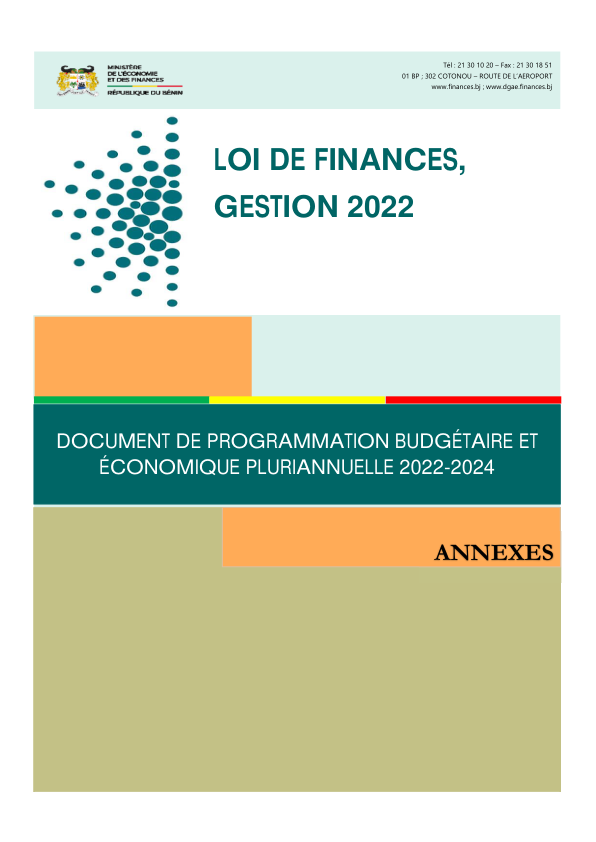 MINISTÈRE
DE L'ÉCONOMIE
ET DES FINANCES
RÉPUBLIQUE DU BÉNIN
Tél : 21 30 10 20 – Fax : 21 30 18 51
01 BP ; 302 COTONOU – ROUTE DE L'AEROPORT
www.finances.bj ; www.dgae.finances.bj
LOI DE FINANCES,
GESTION 2022
DOCUMENT DE PROGRAMMATION BUDGÉTAIRE ET
ÉCONOMIQUE PLURIANNUELLE 2022-2024
ANNEXES